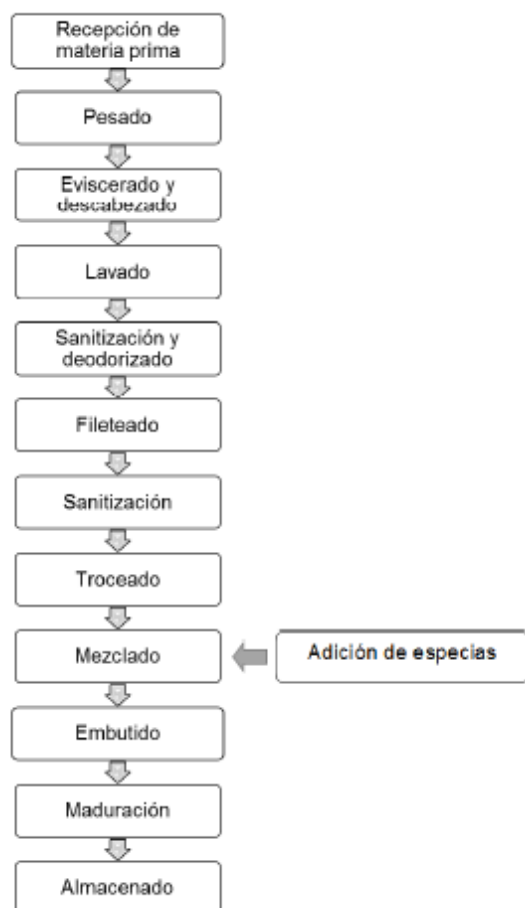 Recepción de
materia prima
Pesado
Eviscerado y
descabezado
Lavado
Sanitización y
deodorizado
Fileteado
Sanitización
Troceado
Mezclado
Adición de especias
Embutido
Maduración
Almacenado